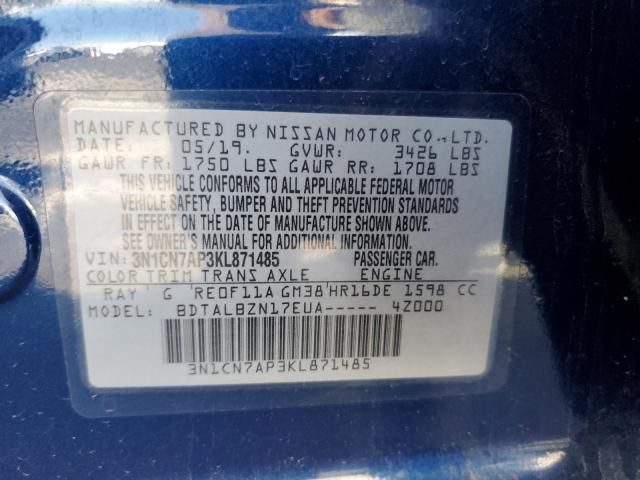 MANUFACTURED BY NISSAN MOTOR CO.,LTD.
DATE: 05/19. GVWR: 3426 LBS
GAWR FR: 1750 LBS GAWR RR: 1708 LBS
THIS VEHICLE CONFORMS TO ALL APPLICABLE FEDERAL MOTOR
VEHICLE SAFETY, BUMPER AND THEFT PREVENTION STANDARDS
IN EFFECT ON THE DATE OF MANUFACTURE SHOWN ABOVE.
SEE OWNER'S MANUAL FOR ADDITIONAL INFORMATION.
VIN: 3N1CN7AP3KL871485 PASSENGER CAR.
COLOR TRIM TRANS AXLE ENGINE
RAY G RE0F11A GM38 HR16DE 1598 CC
MODEL: BDTALBZN17EUA----- 4Z000
3N1CN7AP3KL871485